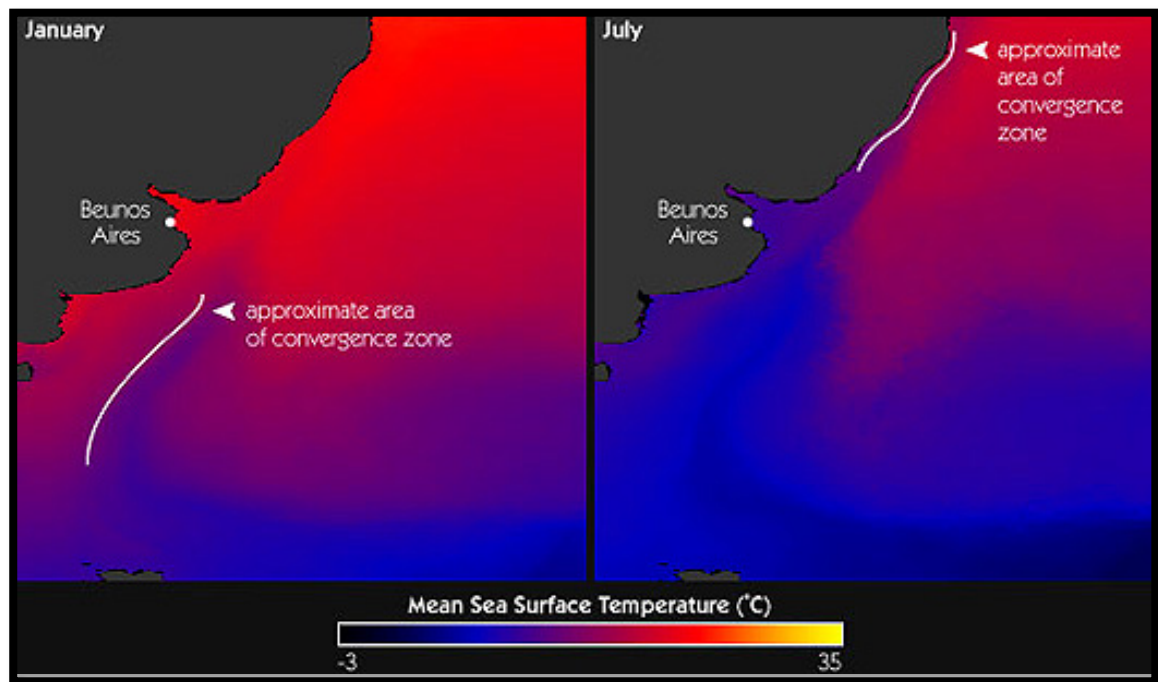 January
Beunos
Aires
approximate area
of convergence zone
July
approximate
area of
convergence
zone
Beunos
Aires
Mean Sea Surface Temperature (°C)
-3
35